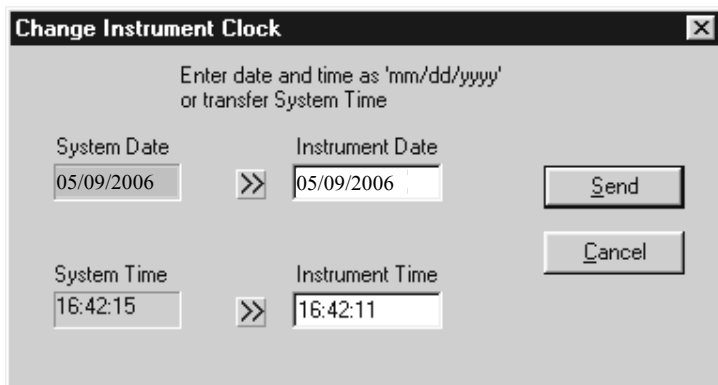 Change Instrument Clock
Enter date and time as 'mm/dd/yyyy'
or transfer System Time
System Date
Instrument Date
05/09/2006
>>
05/09/2006
Send
Cancel
System Time
Instrument Time
16:42:15
>>
16:42:11